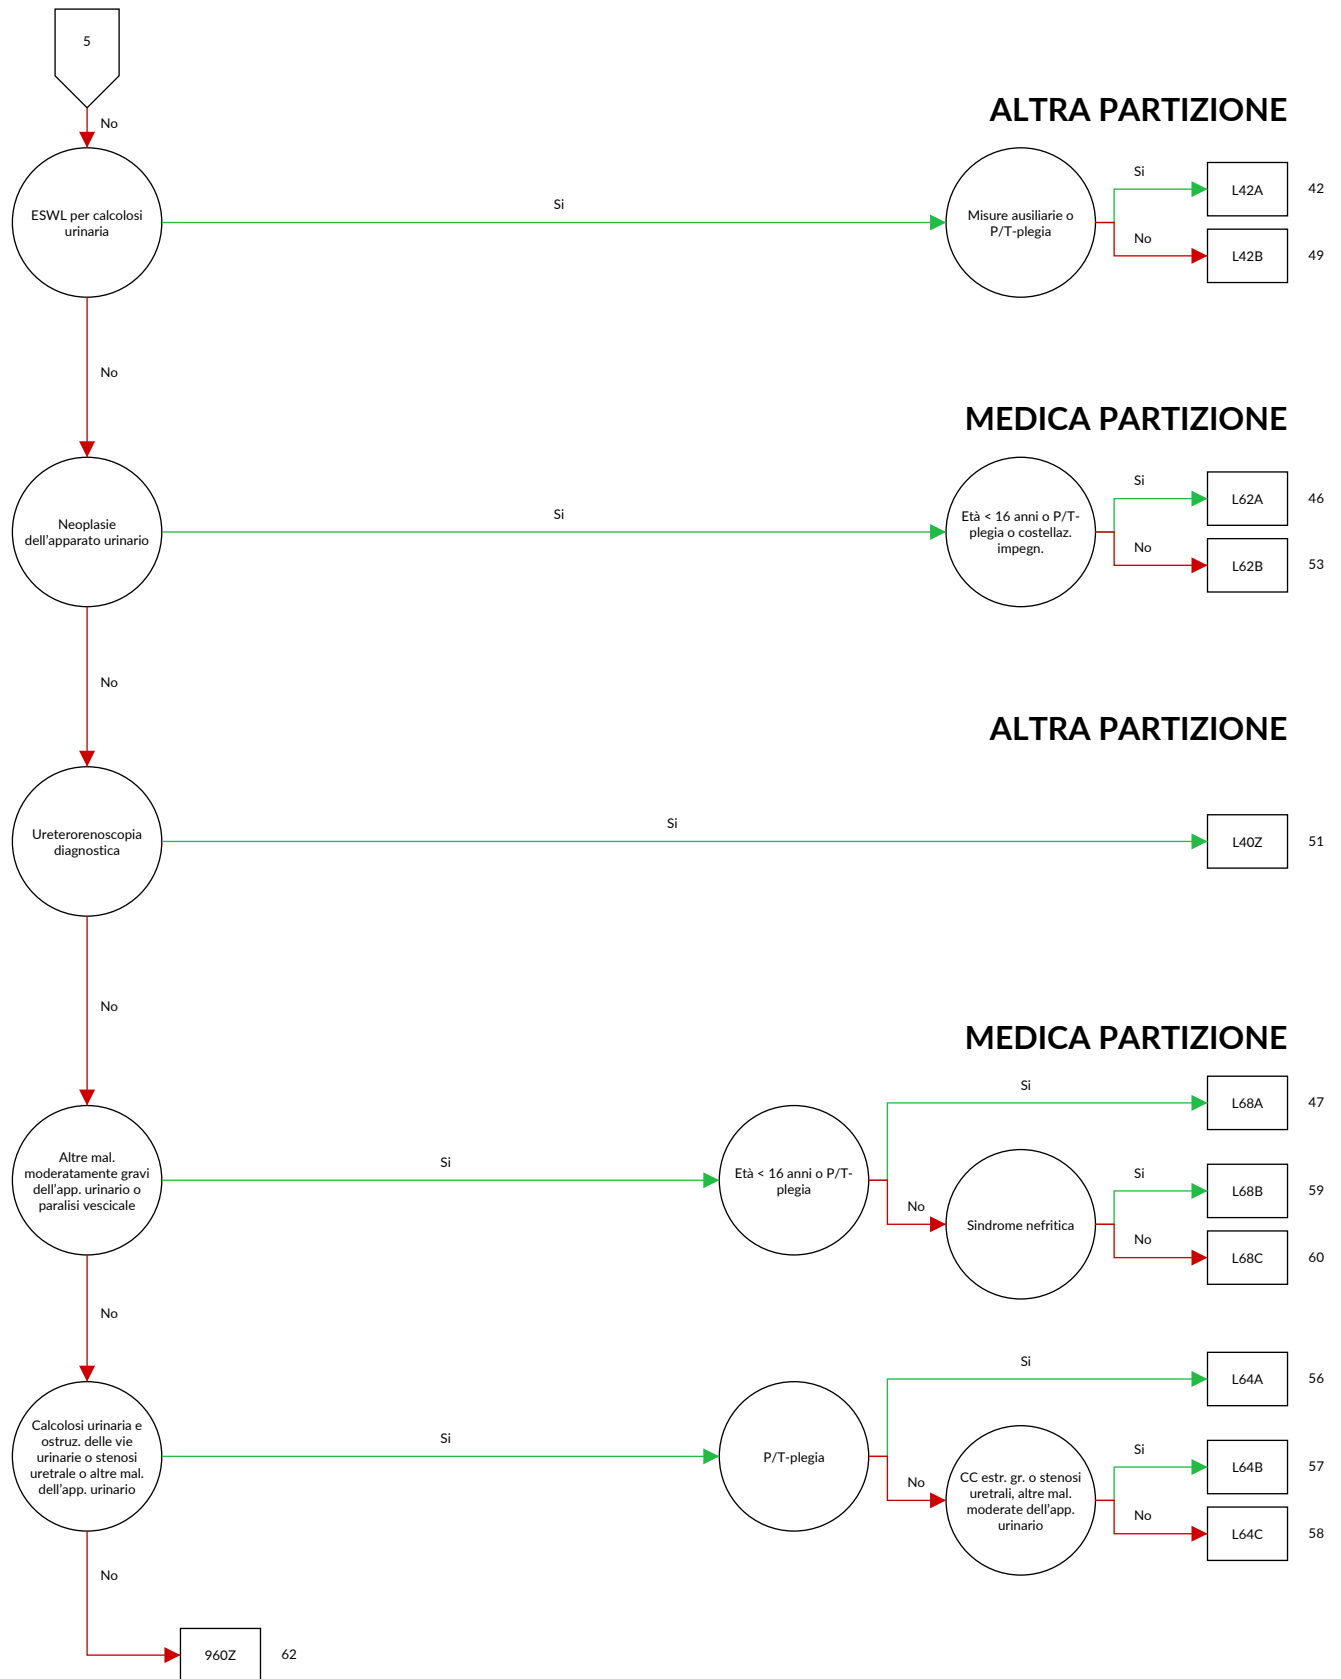 5
No
ALTRA PARTIZIONE
ESWL per calcolosi
urinaria
Si
Misure ausiliarie o
P/T-plegia
Si
L42A
42
No
L42B
49
No
MEDICA PARTIZIONE
Neoplasie
dell'apparato urinario
Si
Età < 16 anni o P/T-
plegia o costellaz.
impegn.
Si
L62A
46
No
L62B
53
No
ALTRA PARTIZIONE
Ureterorenoscopia
diagnostica
Si
L40Z
51
No
MEDICA PARTIZIONE
Altre mal.
moderatamente gravi
dell'app. urinario o
paralisi vescicale
Si
Età < 16 anni o P/T-
plegia
Si
L68A
47
No
Sindrome nefritica
Si
L68B
59
No
L68C
60
No
Calcolosi urinaria e
ostruz. delle vie
urinarie o stenosi
uretrale o altre mal.
dell'app. urinario
Si
P/T-plegia
Si
L64A
56
No
CC estr. gr. o stenosi
uretrali, altre mal.
moderate dell'app.
urinario
Si
L64B
57
No
L64C
58
No
960Z
62